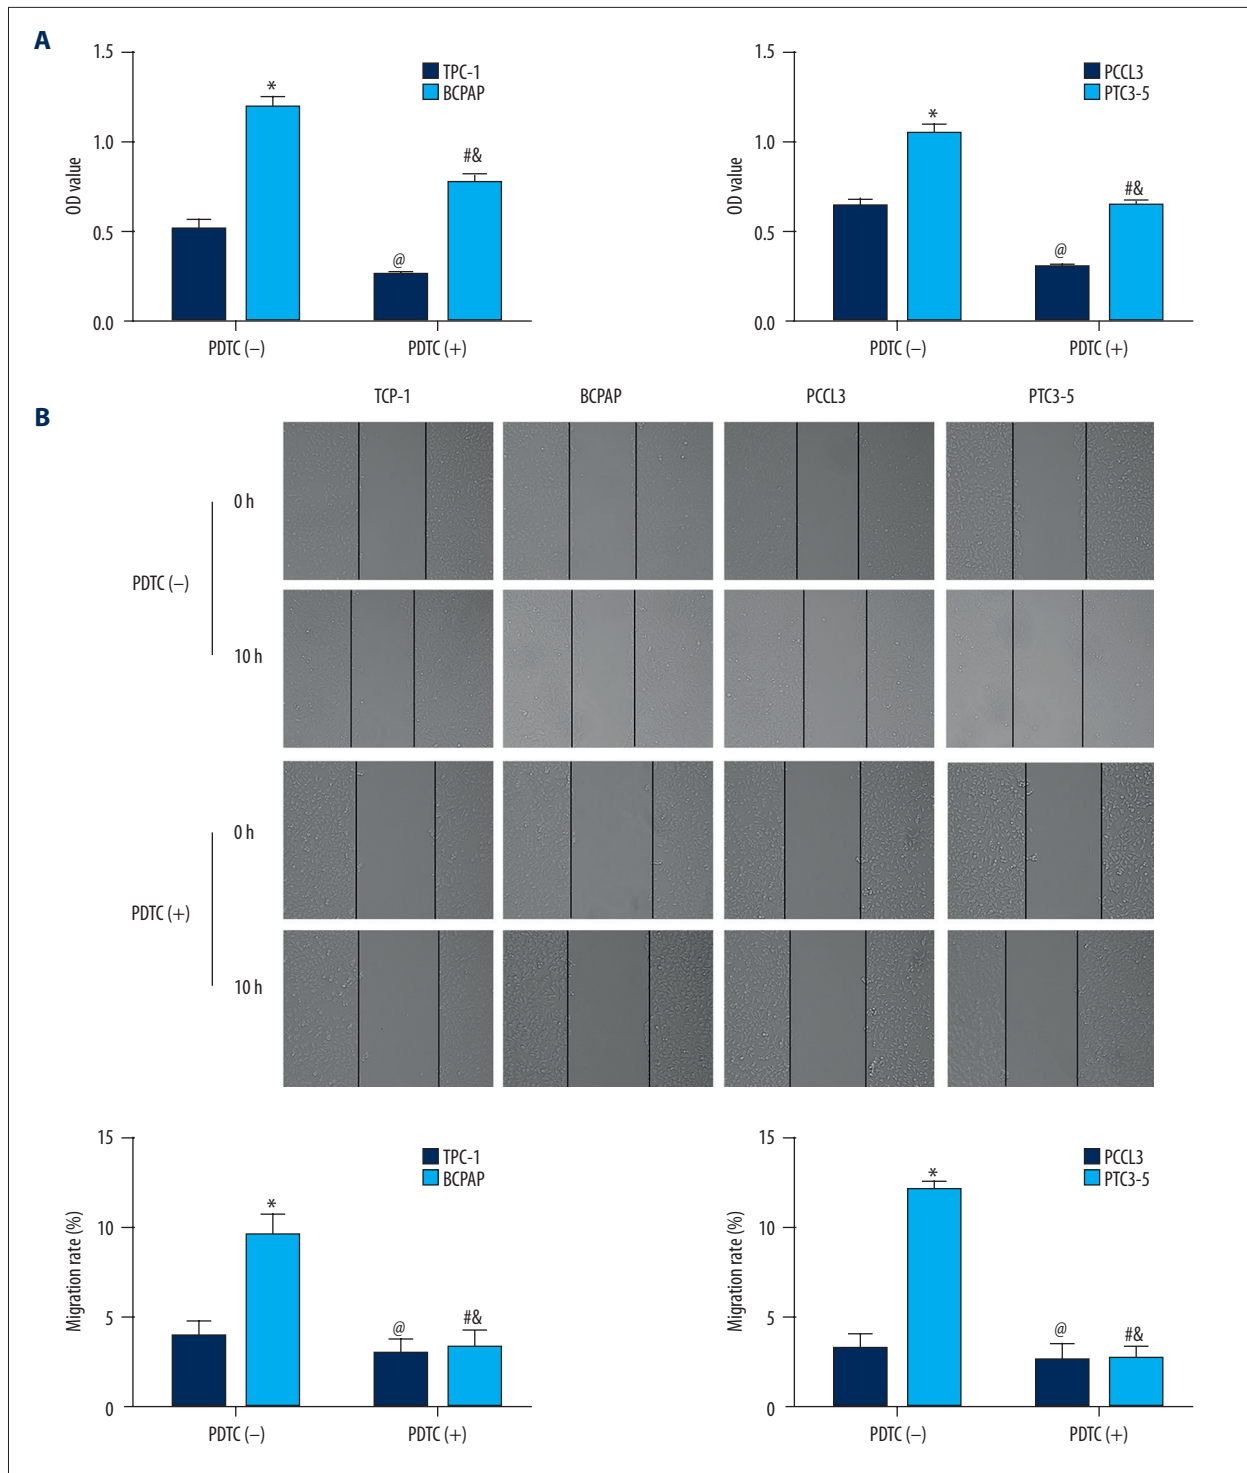 A
1.5
1.0
0.5
0.0
OD value
TPC-1
BCPAP
*
@
#&
PDTC (−)
PDTC (+)
1.5
1.0
0.5
0.0
OD value
PCCL3
PTC3-5
*
@
#&
PDTC (−)
PDTC (+)
B
TCP-1
BCPAP
PCCL3
PTC3-5
PDTC (−)
0 h
10 h
PDTC (+)
0 h
10 h
15
10
5
0
Migration rate (%)
TPC-1
BCPAP
*
@
#&
PDTC (−)
PDTC (+)
15
10
5
0
Migration rate (%)
PCCL3
PTC3-5
*
@
#&
PDTC (−)
PDTC (+)